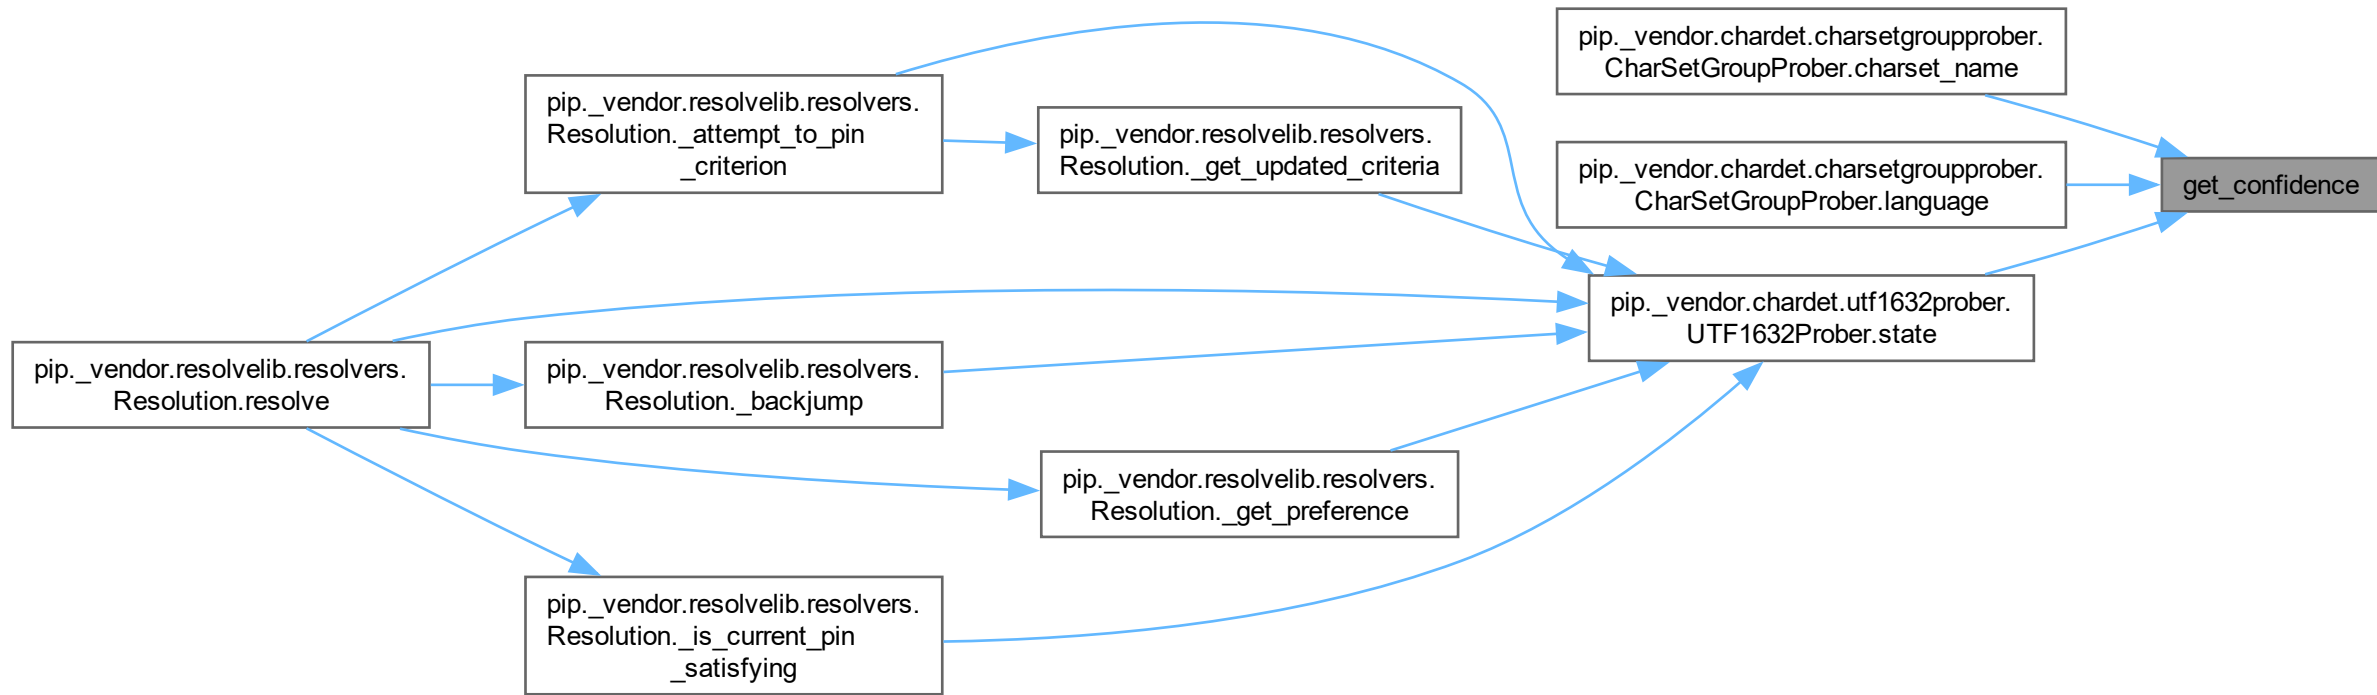 pip._vendor.chardet.charsetgroupprober.
CharSetGroupProber.charset_name
pip._vendor.resolvelib.resolvers.
Resolution._attempt_to_pin
_criterion
pip._vendor.resolvelib.resolvers.
Resolution._get_updated_criteria
pip._vendor.chardet.charsetgroupprober.
CharSetGroupProber.language
get_confidence
pip._vendor.chardet.utf1632prober.
UTF1632Prober.state
pip._vendor.resolvelib.resolvers.
Resolution.resolve
pip._vendor.resolvelib.resolvers.
Resolution._backjump
pip._vendor.resolvelib.resolvers.
Resolution._get_preference
pip._vendor.resolvelib.resolvers.
Resolution._is_current_pin
_satisfying